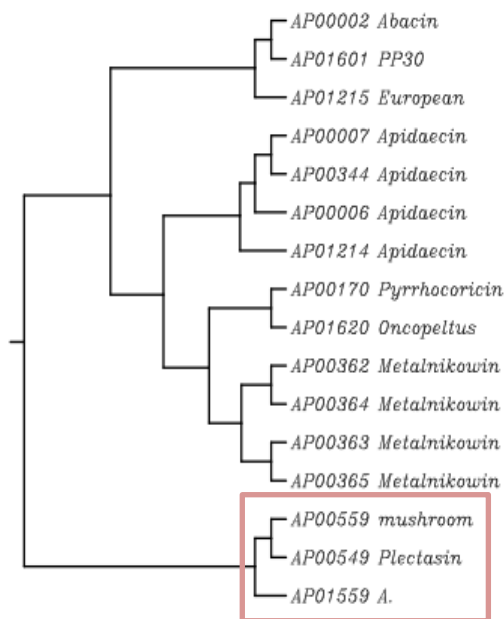 AP00002 Abacin
AP01601 PP30
AP01215 European
AP00007 Apidaecin
AP00344 Apidaecin
AP00006 Apidaecin
AP01214 Apidaecin
AP00170 Pyrrhocoricin
AP01620 Oncopeltus
AP00362 Metalnikowin
AP00364 Metalnikowin
AP00363 Metalnikowin
AP00365 Metalnikowin
AP00559 mushroom
AP00549 Plectasin
AP01559 A.